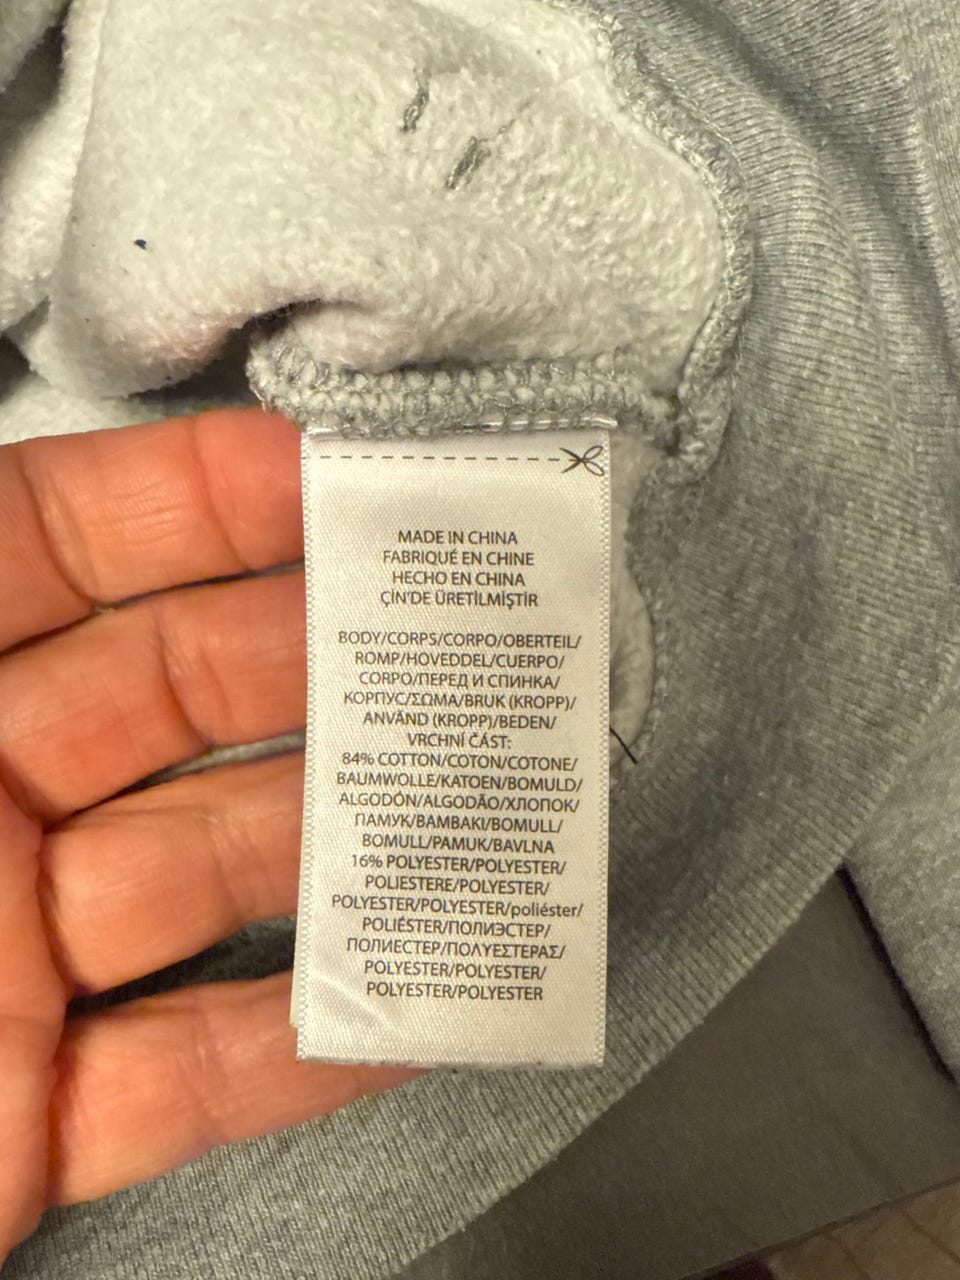 MADE IN CHINA
FABRIQUÉ EN CHINE
HECHO EN CHINA
ÇİN'DE ÜRETİLMİŞTİR
BODY/CORPS/CORPO/OBERTEIL/
ROMP/HOVEDDEL/CUERPO/
CORPO/ПЕРЕД И СПИНКА/
КОРПУС/ΣΩΜΑ/BRUK (KROPP)/
ANVÄND (KROPP)/BEDEN/
VRCHNÍ ČÁST:
84% COTTON/COTON/COTONE/
BAUMWOLLE/KATOEN/BOMULD/
ALGODÓN/ALGODÃO/ХЛОПОК/
ПАМУК/ΒΑΜΒΑΚΙ/BOMULL/
BOMULL/PAMUK/BAVLNA
16% POLYESTER/POLYESTER/
POLIESTERE/POLYESTER/
POLYESTER/POLYESTER/poliéster/
POLIÉSTER/ПОЛИЭСТЕР/
ПОЛИЕСТЕР/ΠΟΛΥΕΣΤΕΡΑΣ/
POLYESTER/POLYESTER/
POLYESTER/POLYESTER